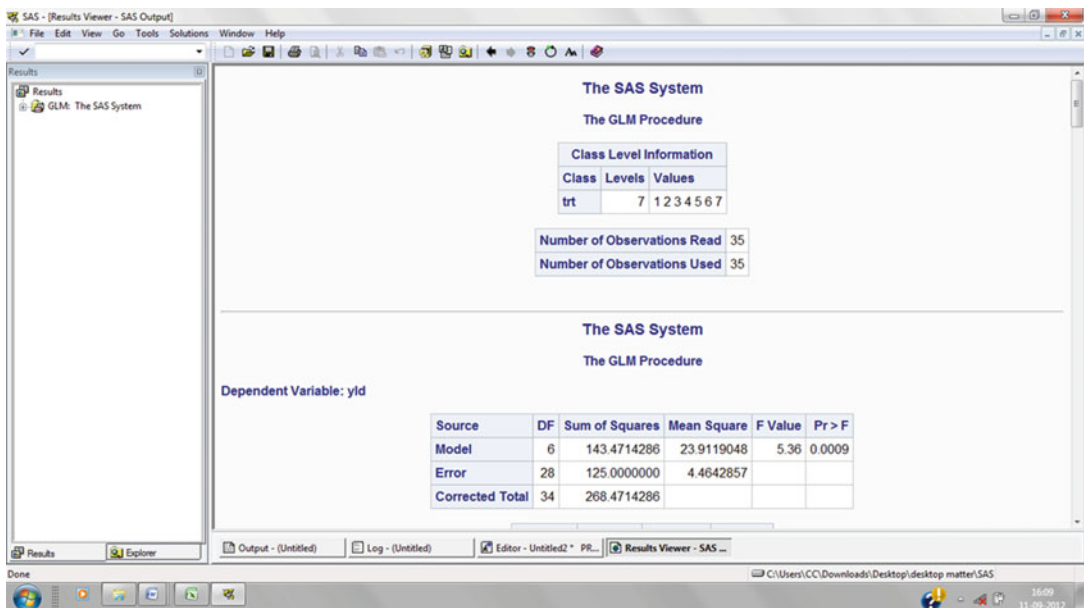 SAS - [Results Viewer - SAS Output]
File Edit View Go Tools Solutions Window Help
Results
Results
GLM: The SAS System
The SAS System
The GLM Procedure
Class Level Information
Class Levels Values
trt 7 1 2 3 4 5 6 7
Number of Observations Read 35
Number of Observations Used 35
The SAS System
The GLM Procedure
Dependent Variable: yld
Source DF Sum of Squares Mean Square F Value Pr > F
Model 6 143.4714286 23.9119048 5.36 0.0009
Error 28 125.0000000 4.4642857
Corrected Total 34 268.4714286
Results Explorer
Output - (Untitled) Log - (Untitled) Editor - Untitled2 * PR... Results Viewer - SAS ...
Done C:\Users\CC\Downloads\Desktop\desktop matter\SAS
16:09
11-09-2012